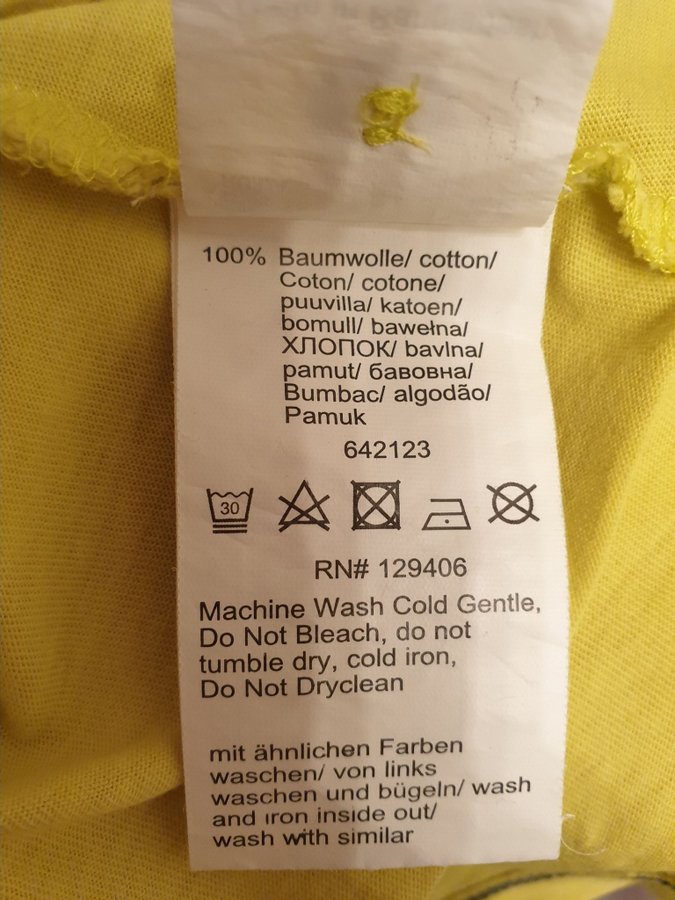 100% Baumwolle/ cotton/
Coton/ cotone/
puuvilla/ katoen/
bomull/ bawełna/
ХЛОПОК/ bavlna/
pamut/ бавовна/
Bumbac/ algodão/
Pamuk
642123
30
RN# 129406
Machine Wash Cold Gentle,
Do Not Bleach, do not
tumble dry, cold iron,
Do Not Dryclean
mit ähnlichen Farben
waschen/ von links
waschen und bügeln/ wash
and iron inside out/
wash with similar